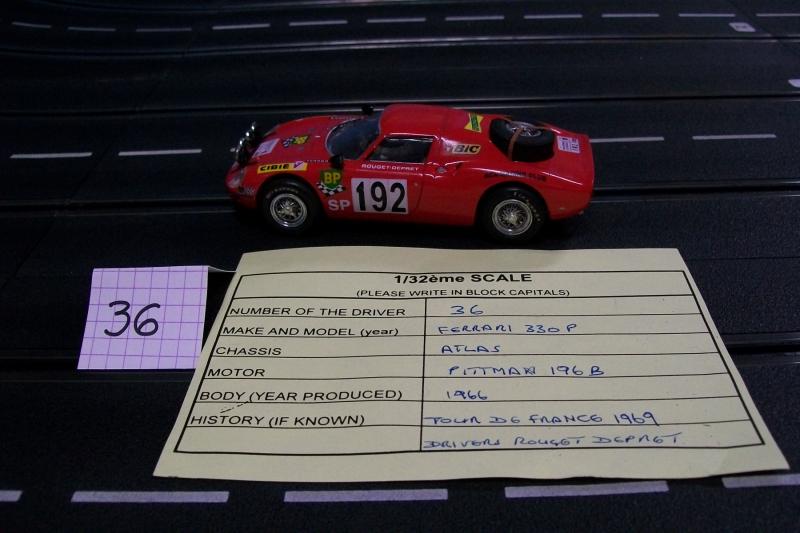 BIC
CIBIE
BP
ROUGET-DEPRET
SP
192
36
1/32ème SCALE
(PLEASE WRITE IN BLOCK CAPITALS)
NUMBER OF THE DRIVER 36
MAKE AND MODEL (year) FERRARI 330P
CHASSIS ATLAS
MOTOR PITTMAN 196B
BODY (YEAR PRODUCED) 1966
HISTORY (IF KNOWN) TOUR DE FRANCE 1969
DRIVERS ROUGET DEPRET